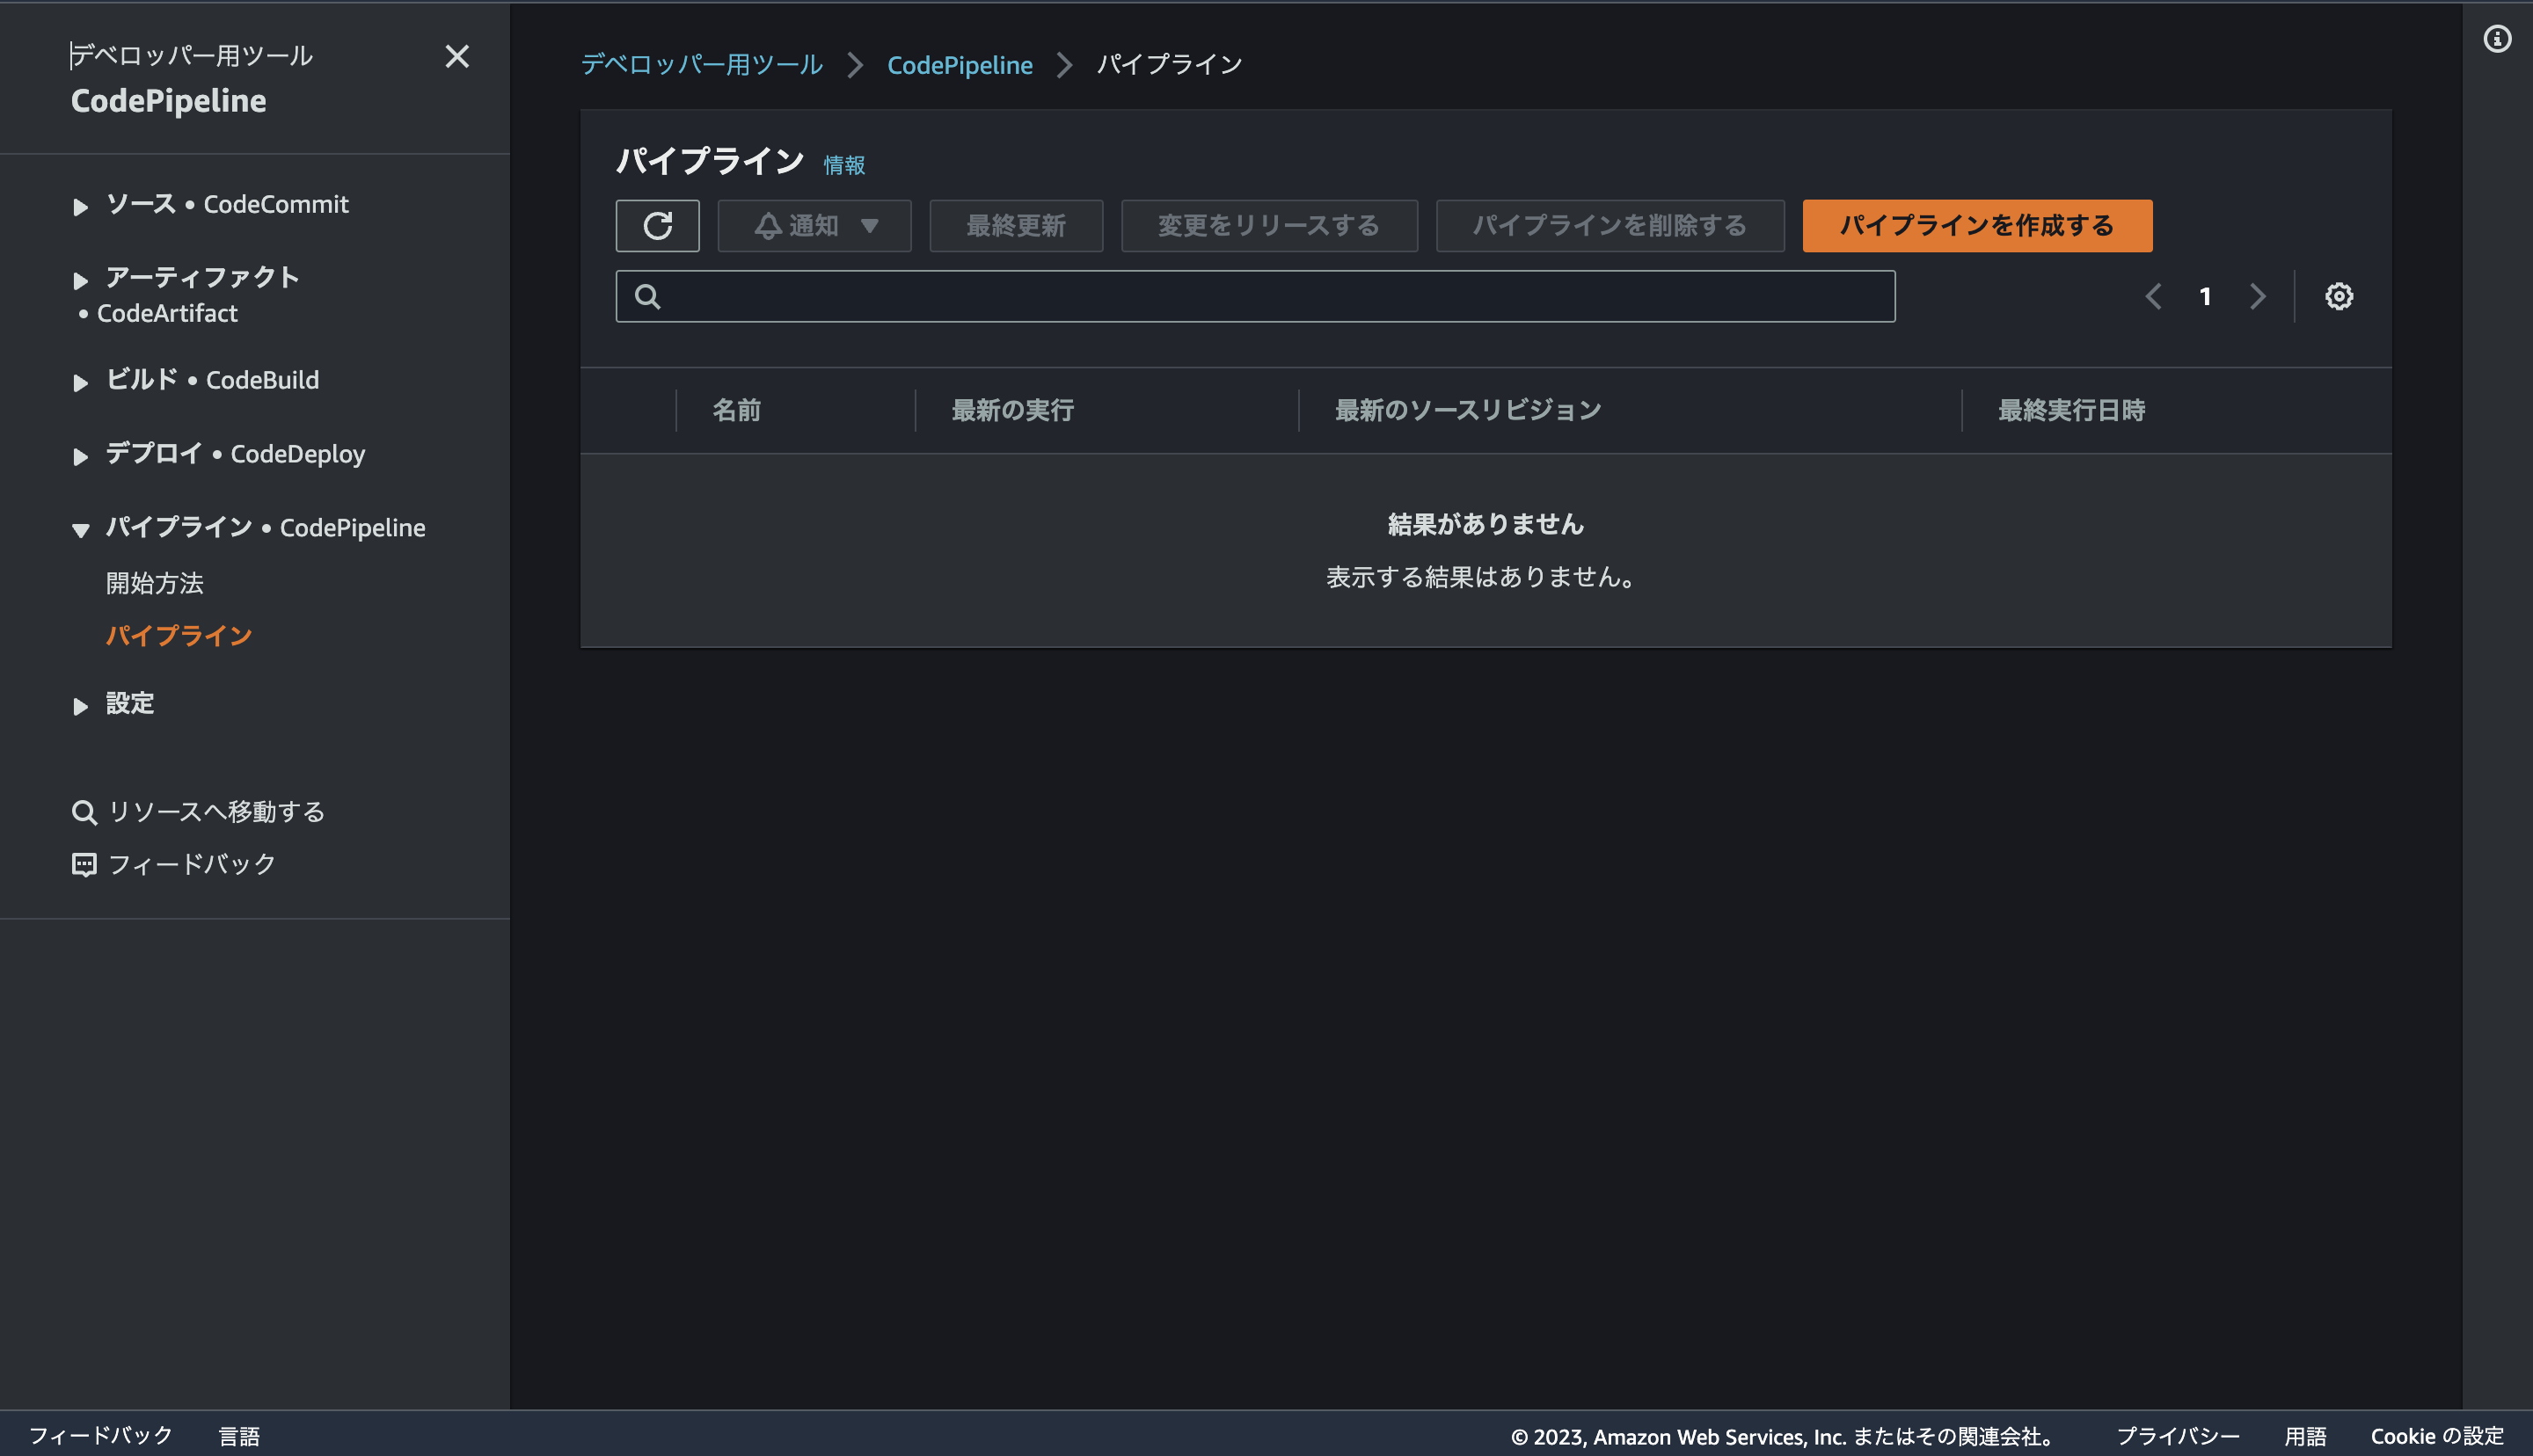 デベロッパー用ツール
CodePipeline
ソース • CodeCommit
アーティファクト
• CodeArtifact
ビルド • CodeBuild
デプロイ • CodeDeploy
パイプライン • CodePipeline
開始方法
パイプライン
設定
リソースへ移動する
フィードバック
デベロッパー用ツール CodePipeline パイプライン
パイプライン 情報
通知 最終更新 変更をリリースする パイプラインを削除する パイプラインを作成する
1
名前 最新の実行 最新のソースリビジョン 最終実行日時
結果がありません
表示する結果はありません。
フィードバック 言語 © 2023, Amazon Web Services, Inc. またはその関連会社。 プライバシー 用語 Cookie の設定